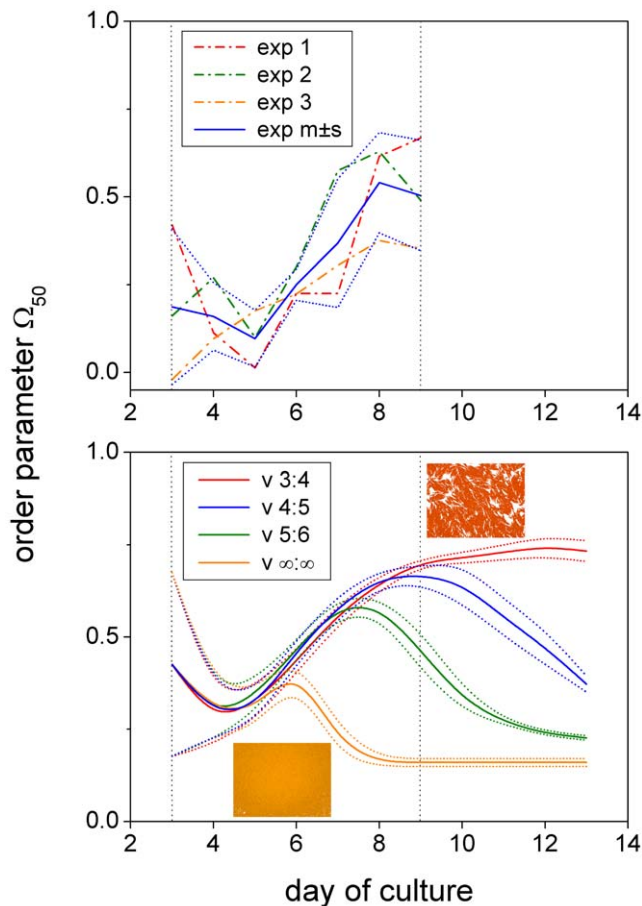 1.0
0.5
0.0
exp 1
exp 2
exp 3
exp m±s
2 4 6 8 10 12 14
order parameter Ω50
1.0
0.5
0.0
v 3:4
v 4:5
v 5:6
v ∞:∞
2 4 6 8 10 12 14
day of culture